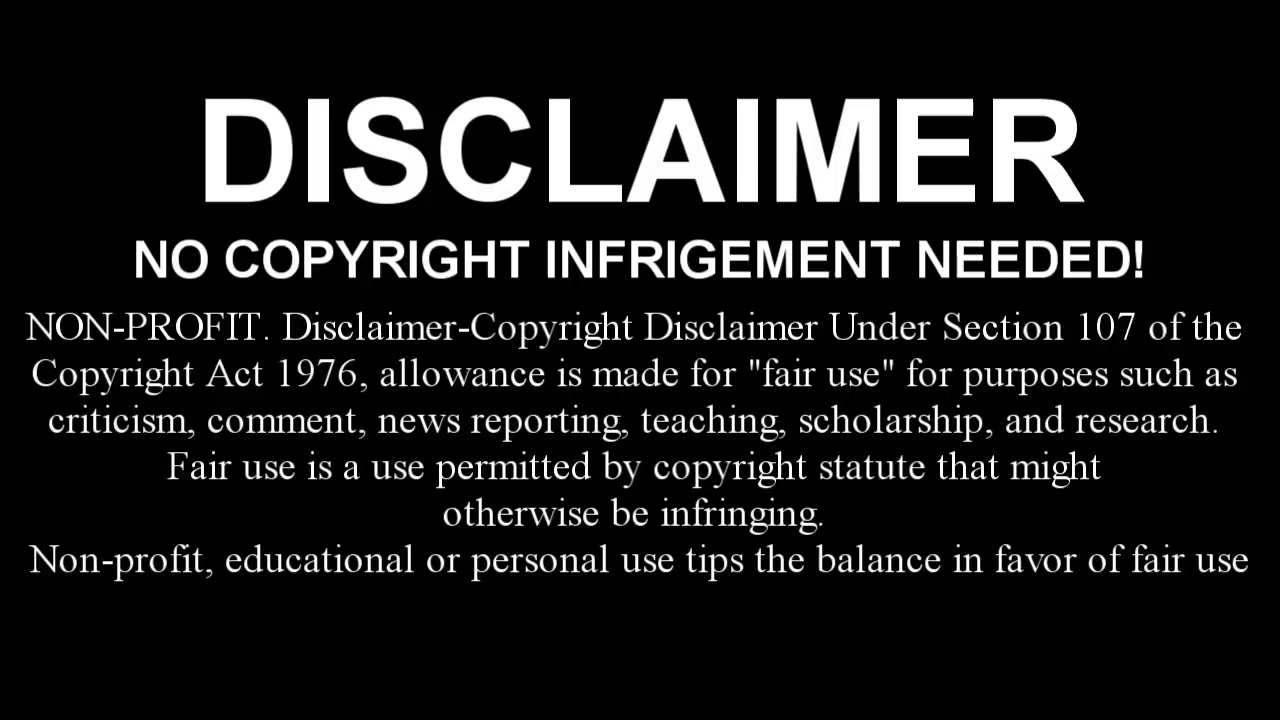 DISCLAIMER
NO COPYRIGHT INFRIGEMENT NEEDED!
NON-PROFIT. Disclaimer-Copyright Disclaimer Under Section 107 of the
Copyright Act 1976, allowance is made for "fair use" for purposes such as
criticism, comment, news reporting, teaching, scholarship, and research.
Fair use is a use permitted by copyright statute that might
otherwise be infringing.
Non-profit, educational or personal use tips the balance in favor of fair use